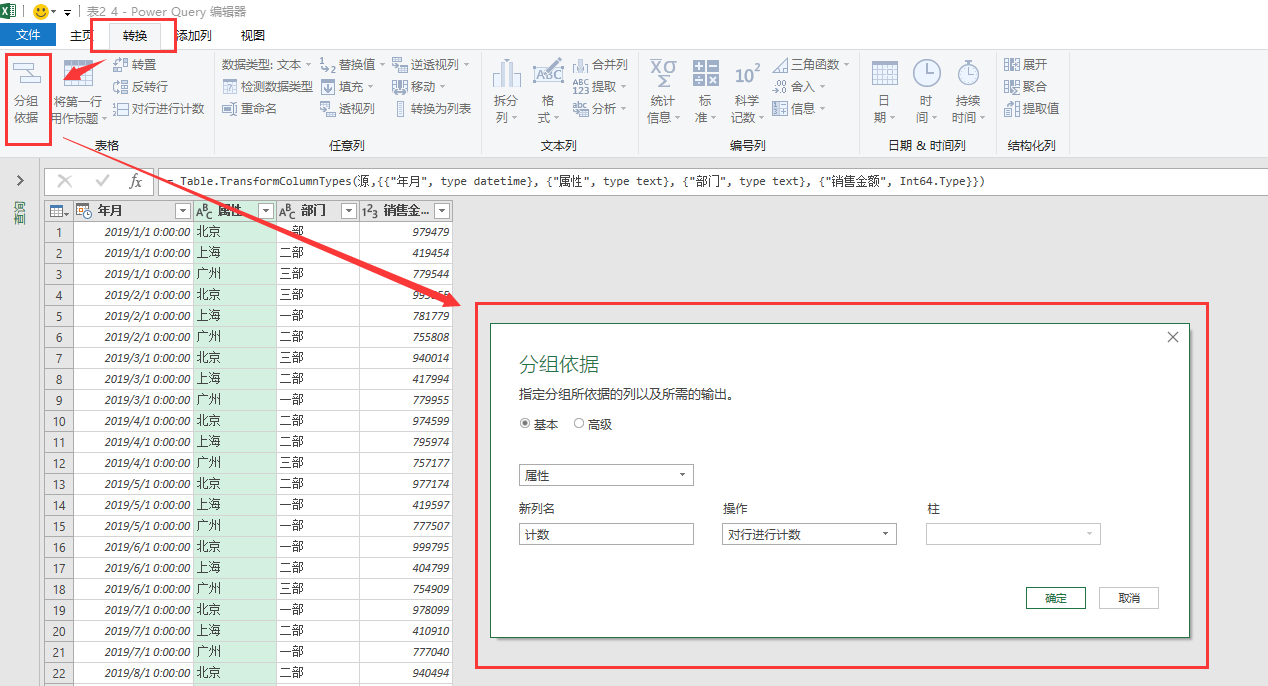 表2_4 - Power Query 编辑器
文件 主页 转换 添加列 视图
分组依据
将第一行用作标题
转置
反转行
对行进行计数
表格
数据类型: 文本
检测数据类型
重命名
替换值
填充
透视列
逆透视列
移动
转换为列表
任意列
拆分列
格式
合并列
提取
分析
文本列
统计信息
标准
科学记数
三角函数
舍入
信息
编号列
日期
时间
持续时间
日期 & 时间列
展开
聚合
提取值
结构化列
查询
fx = Table.TransformColumnTypes(源,{{"年月", type datetime}, {"属性", type text}, {"部门", type text}, {"销售金额", Int64.Type}})
年月 属性 部门 销售金...
1 2019/1/1 0:00:00 北京 一部 979479
2 2019/1/1 0:00:00 上海 二部 419454
3 2019/1/1 0:00:00 广州 三部 779544
4 2019/2/1 0:00:00 北京 三部
5 2019/2/1 0:00:00 上海 一部 781779
6 2019/2/1 0:00:00 广州 二部 755808
7 2019/3/1 0:00:00 北京 三部 940014
8 2019/3/1 0:00:00 上海 二部 417994
9 2019/3/1 0:00:00 广州 一部 779955
10 2019/4/1 0:00:00 北京 二部 974599
11 2019/4/1 0:00:00 上海 二部 795974
12 2019/4/1 0:00:00 广州 三部 757177
13 2019/5/1 0:00:00 北京 二部 977174
14 2019/5/1 0:00:00 上海 一部 419597
15 2019/5/1 0:00:00 广州 一部 777507
16 2019/6/1 0:00:00 北京 一部 999795
17 2019/6/1 0:00:00 上海 二部 404799
18 2019/6/1 0:00:00 广州 三部 754909
19 2019/7/1 0:00:00 北京 一部 978099
20 2019/7/1 0:00:00 上海 二部 410910
21 2019/7/1 0:00:00 广州 一部 777040
22 2019/8/1 0:00:00 北京 二部 940494
分组依据
指定分组所依据的列以及所需的输出。
基本 高级
属性
新列名 操作 柱
计数 对行进行计数
确定 取消